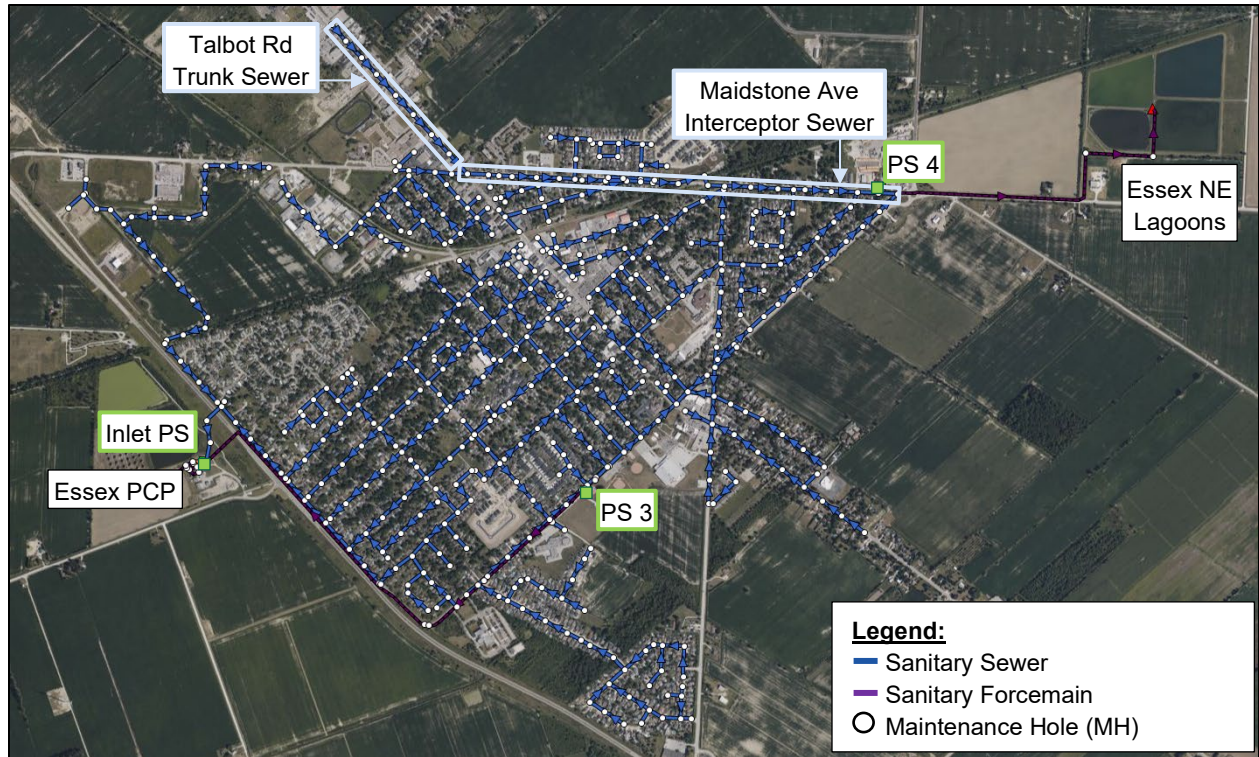 Talbot Rd
Trunk Sewer
Maidstone Ave
Interceptor Sewer
PS 4
Essex NE
Lagoons
Inlet PS
Essex PCP
PS 3
Legend:
Sanitary Sewer
Sanitary Forcemain
Maintenance Hole (MH)